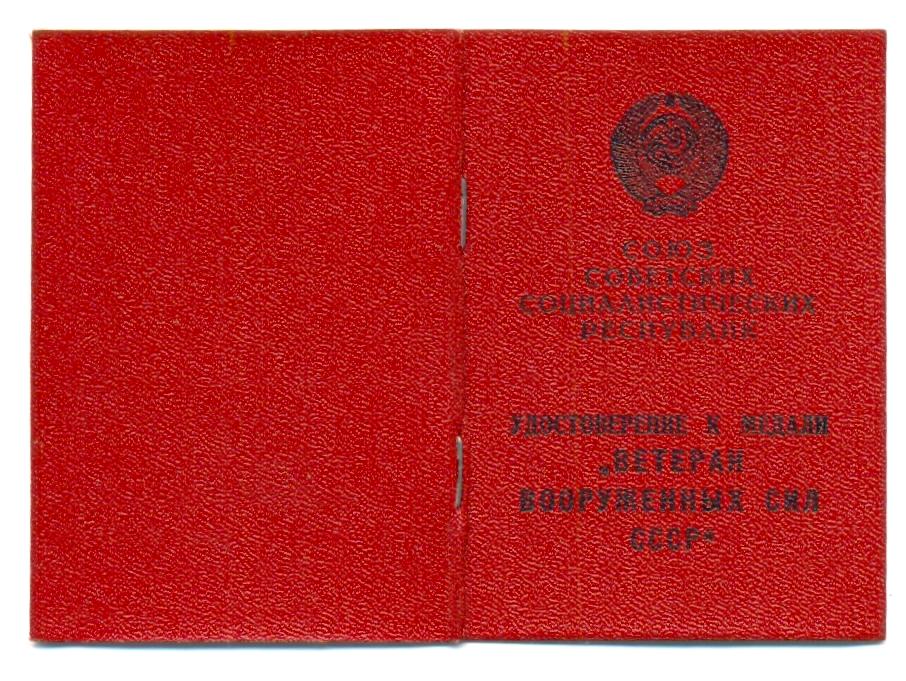 СОЮЗ
СОВЕТСКИХ
СОЦИАЛИСТИЧЕСКИХ
РЕСПУБЛИК
УДОСТОВЕРЕНИЕ К МЕДАЛИ
„ВЕТЕРАН
ВООРУЖЕННЫХ СИЛ
СССР“